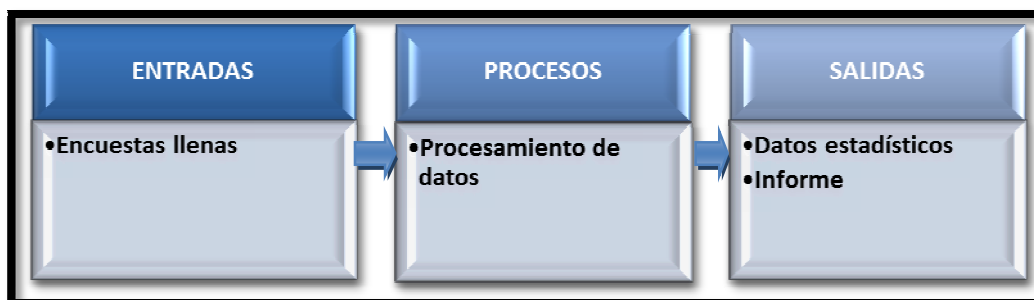 ENTRADAS
•Encuestas llenas
PROCESOS
•Procesamiento de
datos
SALIDAS
•Datos estadísticos
•Informe